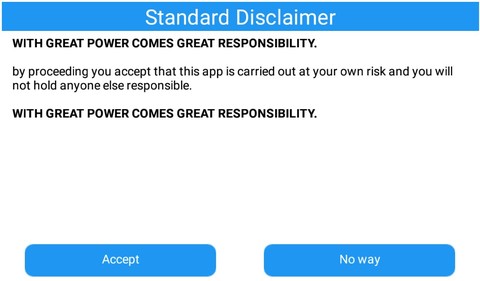 Standard Disclaimer
WITH GREAT POWER COMES GREAT RESPONSIBILITY.
by proceeding you accept that this app is carried out at your own risk and you will
not hold anyone else responsible.
WITH GREAT POWER COMES GREAT RESPONSIBILITY.
Accept
No way